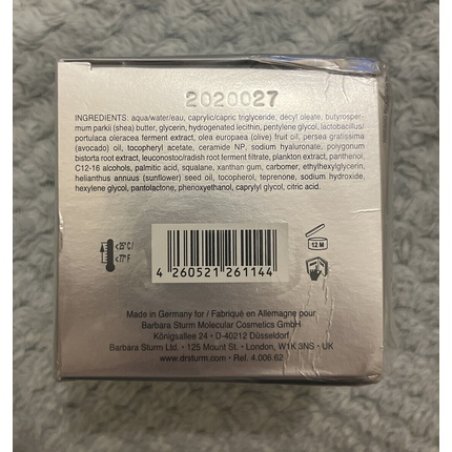 2020027
INGREDIENTS: aqua/water/eau, caprylic/capric triglyceride, decyl oleate, butyrosper-
mum parkii (shea) butter, glycerin, hydrogenated lecithin, pentylene glycol, lactobacillus/
portulaca oleracea ferment extract, olea europaea (olive) fruit oil, persea gratissima
(avocado) oil, tocopheryl acetate, ceramide NP, sodium hyaluronate, polygonum
bistorta root extract, leuconostoc/radish root ferment filtrate, plankton extract, panthenol,
C12-16 alcohols, palmitic acid, squalane, xanthan gum, carbomer, ethylhexylglycerin,
helianthus annuus (sunflower) seed oil, tocopherol, teprenone, sodium hydroxide,
hexylene glycol, pantolactone, phenoxyethanol, caprylyl glycol, citric acid.
<25° C /
<77° F
12 M
4 260521 261144
Made in Germany for / Fabriqué en Allemagne pour
Barbara Sturm Molecular Cosmetics GmbH
Königsallee 24 • D-40212 Düsseldorf
Barbara Sturm Ltd. • 125 Mount St. • London, W1K 3NS - UK
www.drsturm.com • Ref. 4.006.62